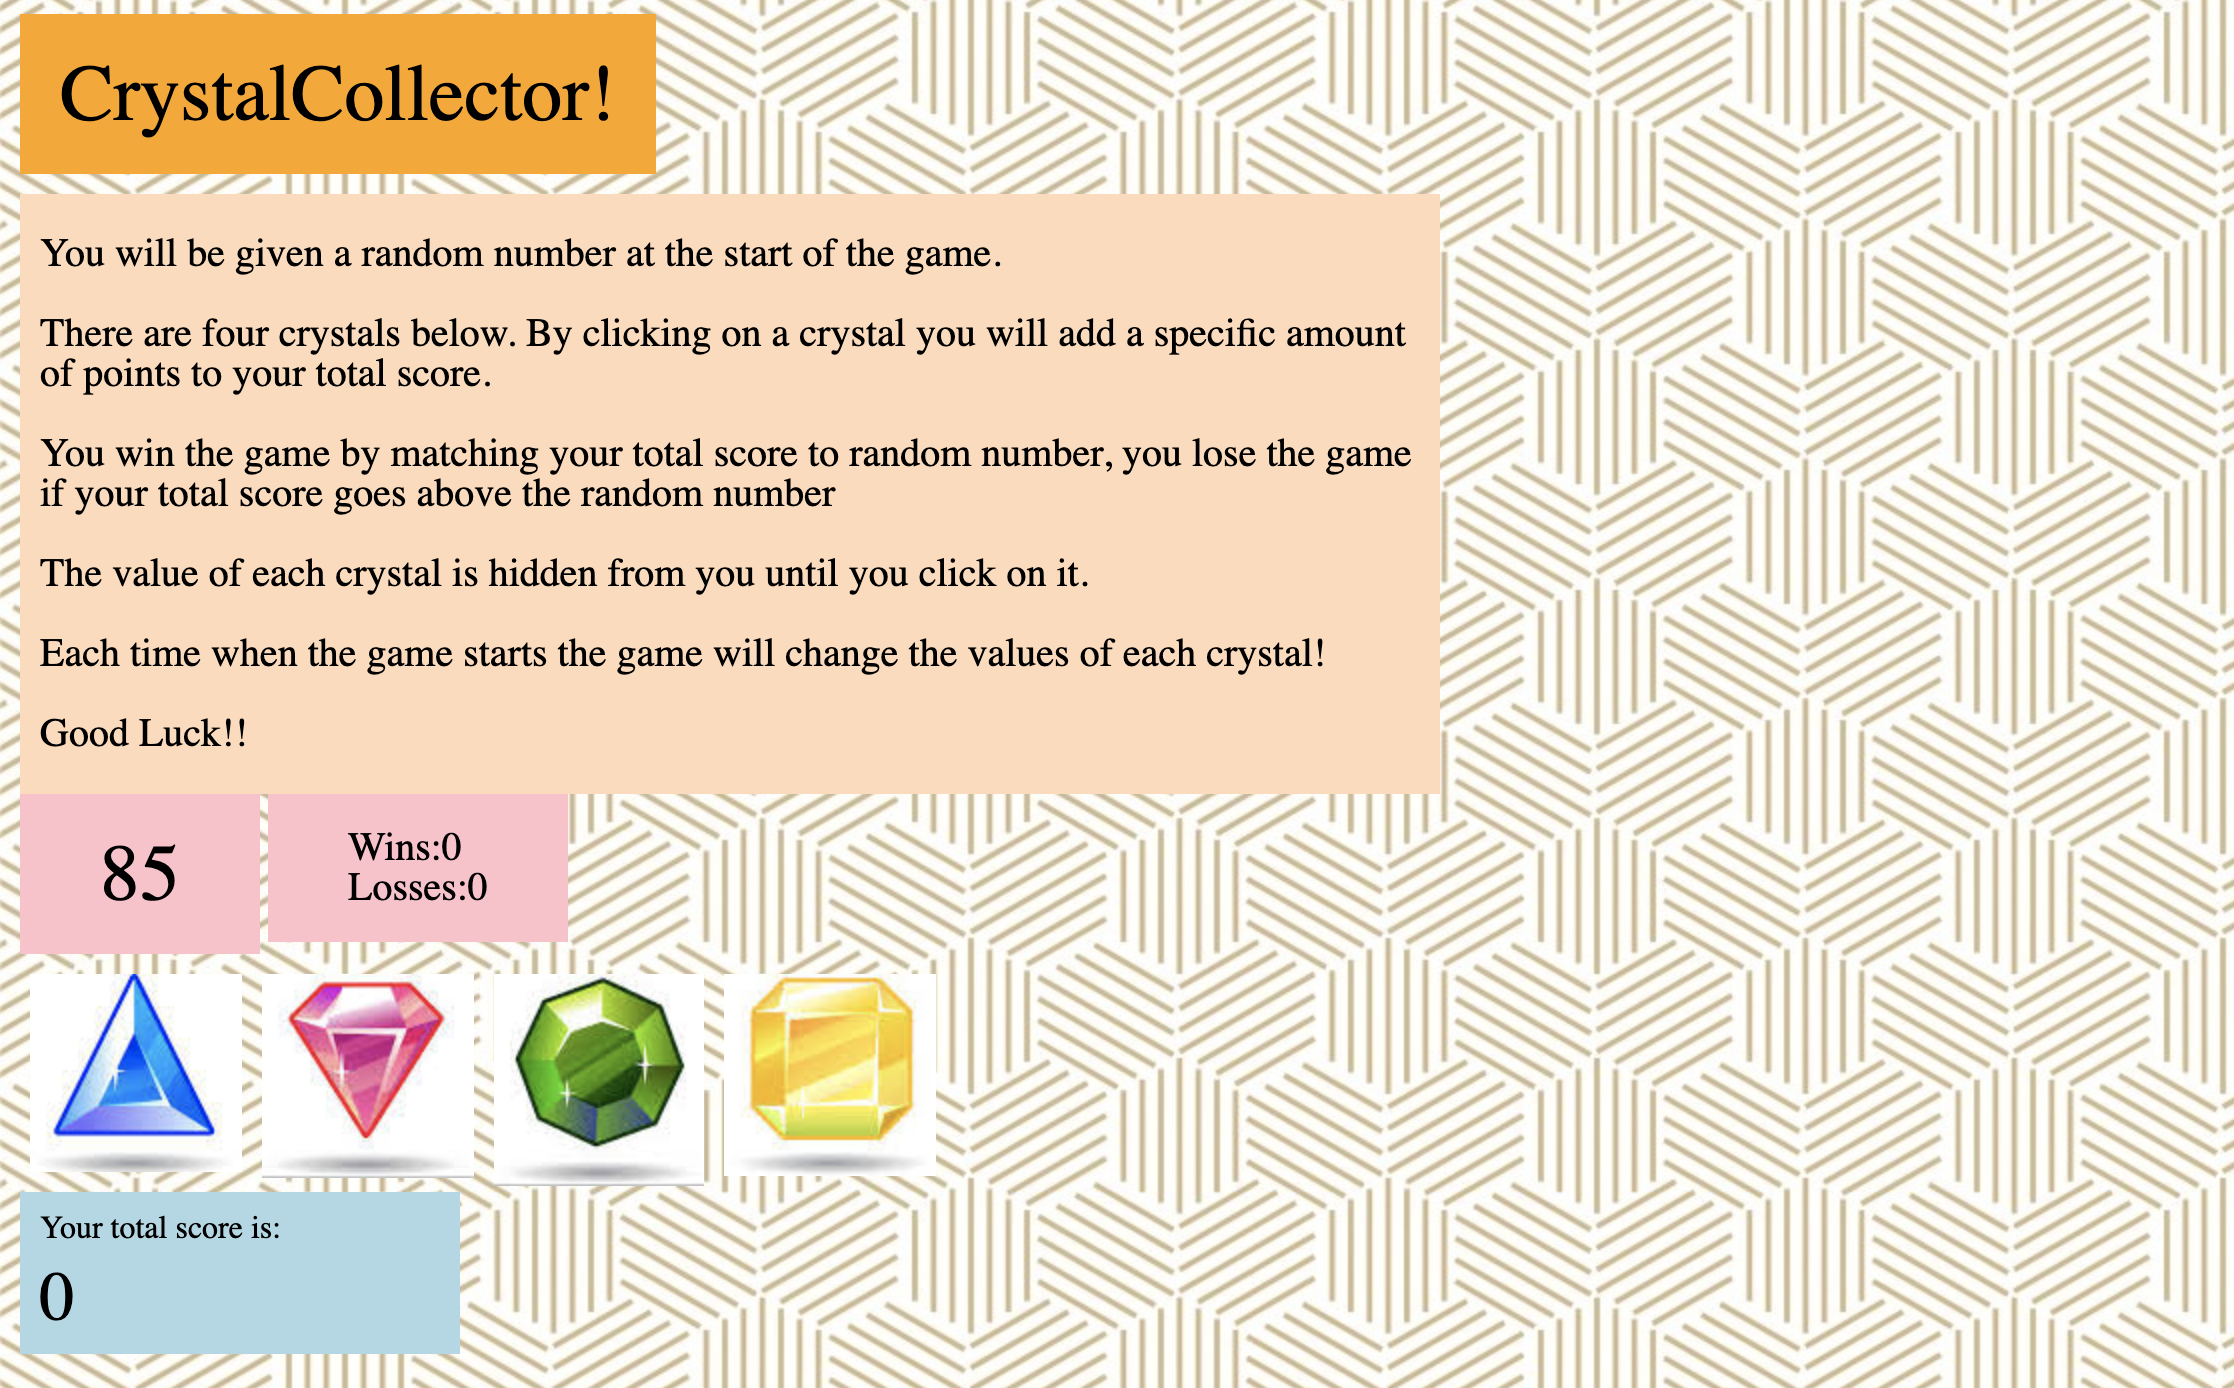 CrystalCollector!
You will be given a random number at the start of the game.
There are four crystals below. By clicking on a crystal you will add a specific amount
of points to your total score.
You win the game by matching your total score to random number, you lose the game
if your total score goes above the random number
The value of each crystal is hidden from you until you click on it.
Each time when the game starts the game will change the values of each crystal!
Good Luck!!
85
Wins:0
Losses:0
Your total score is:
0